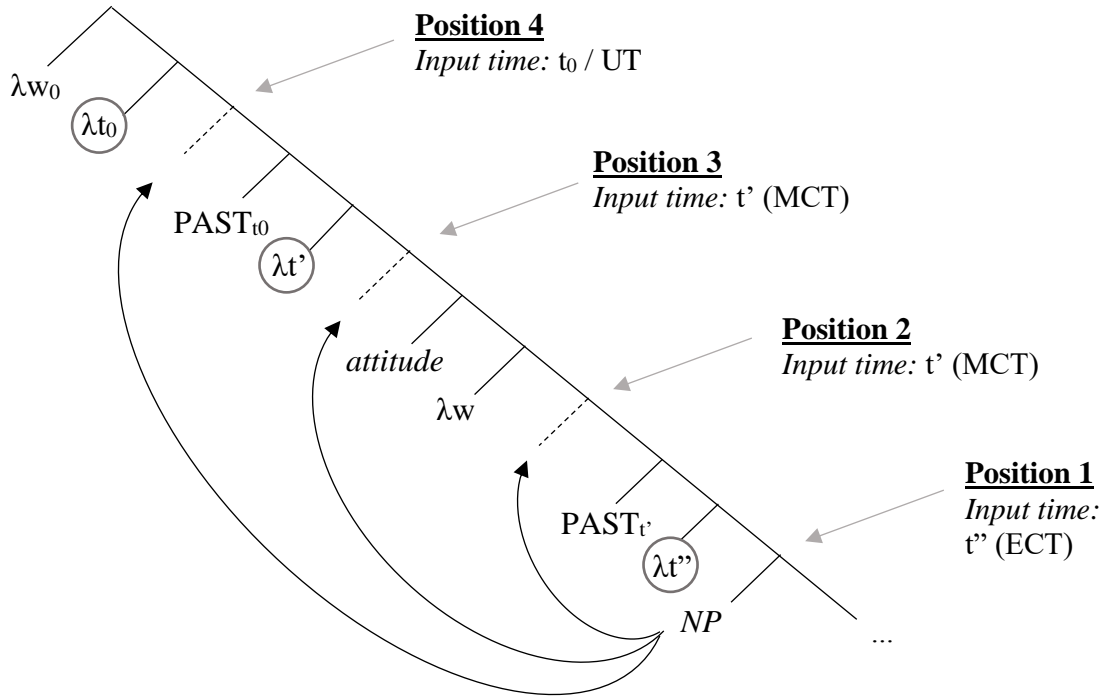 Position 4
Input time: t₀ / UT
λw₀
λt₀
Position 3
Input time: t’ (MCT)
PASTₜ₀
λt’
Position 2
Input time: t’ (MCT)
attitude
λw
Position 1
Input time:
t” (ECT)
PASTₜ’
λt”
NP
...